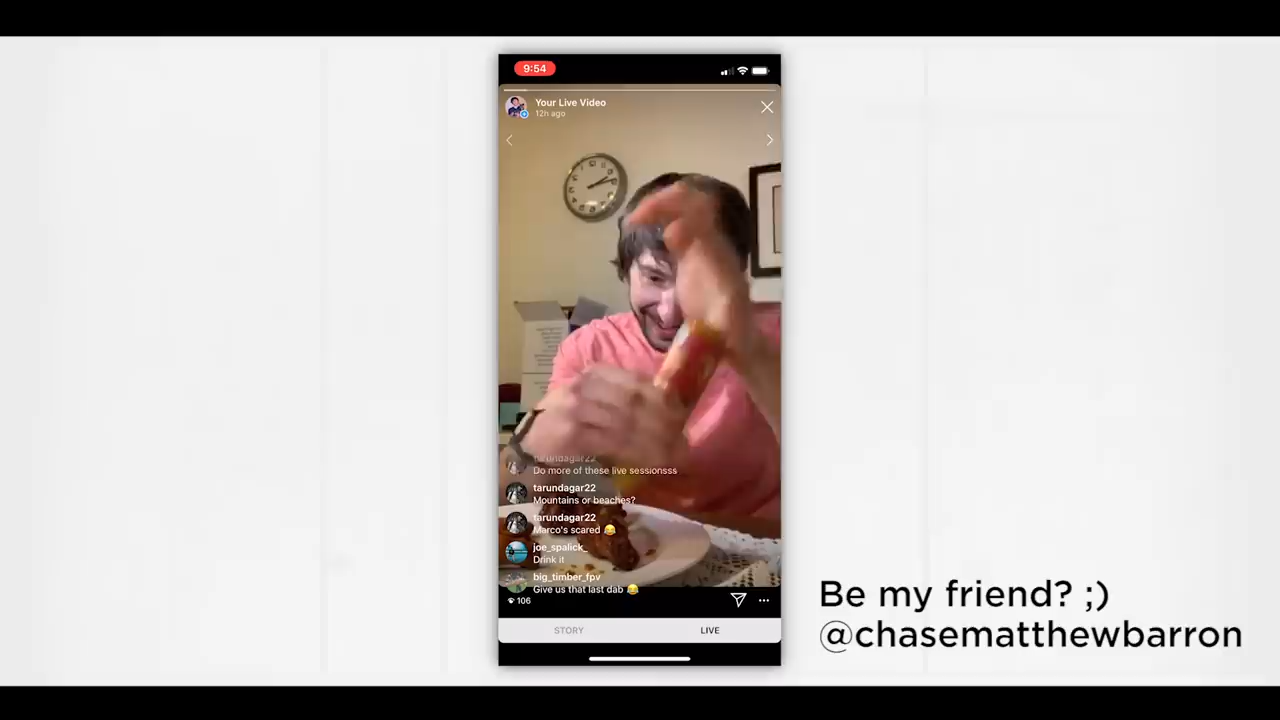 9:54
Your Live Video
12h ago
tarundagar22
Do more of these live sessionsss
tarundagar22
Mountains or beaches?
tarundagar22
Marco's scared 😂
joe_spalick_
Drink it
big_timber_fpv
Give us that last dab 😂
106
STORY
LIVE
Be my friend? ;)
@chasematthewbarron